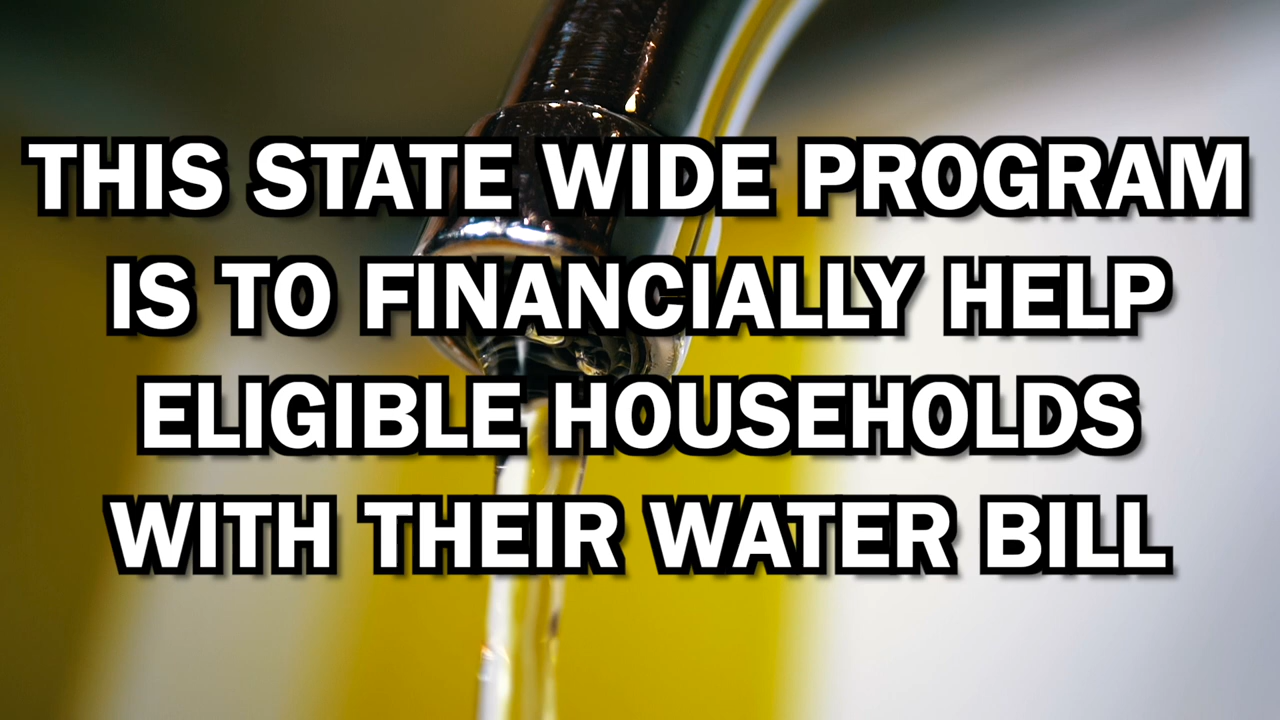 THIS STATE WIDE PROGRAM
IS TO FINANCIALLY HELP
ELIGIBLE HOUSEHOLDS
WITH THEIR WATER BILL